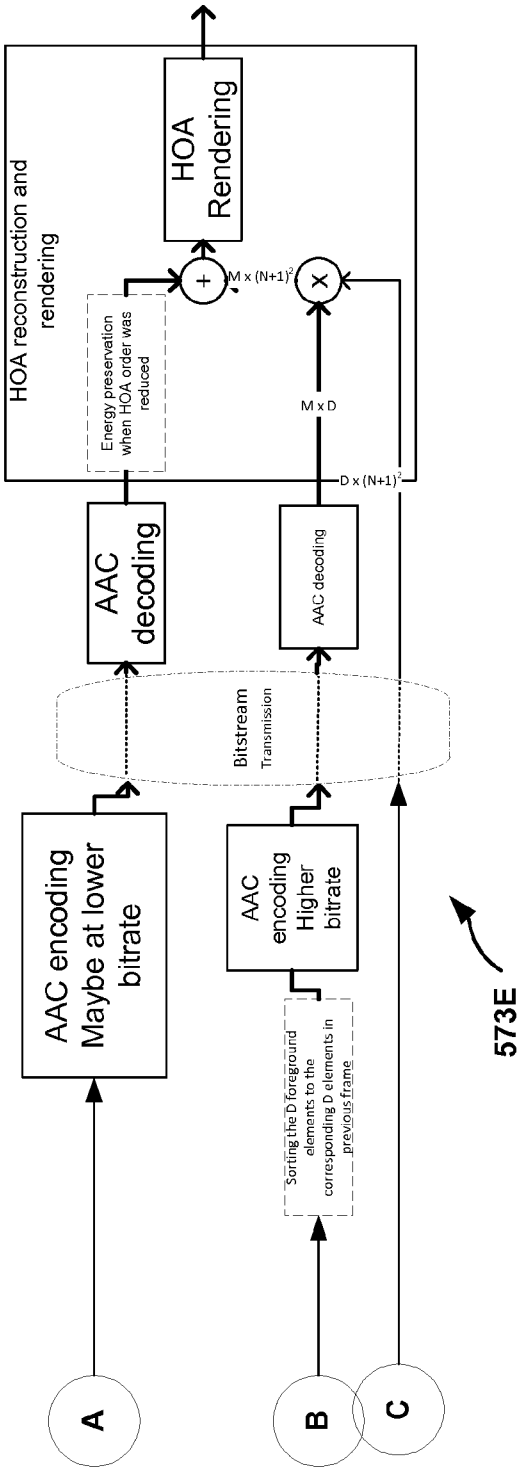 HOA reconstruction and
rendering
HOA
Rendering
Energy preservation
when HOA order was
reduced
+
M x (N+1)²
X
M x D
D x (N+1)²
AAC
decoding
AAC decoding
Bitstream
Transmission
AAC encoding
Maybe at lower
bitrate
AAC
encoding
Higher
bitrate
Sorting the D foreground
elements to the
corresponding D elements in
previous frame
A
B
C
573E